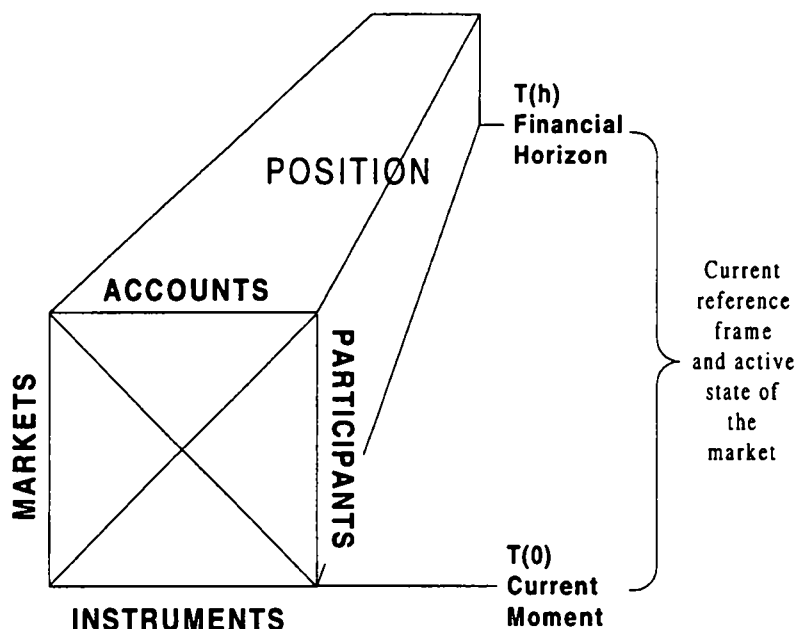 T(h)
Financial
Horizon
POSITION
ACCOUNTS
MARKETS
PARTICIPANTS
Current
reference
frame
and active
state of
the
market
T(0)
Current
Moment
INSTRUMENTS